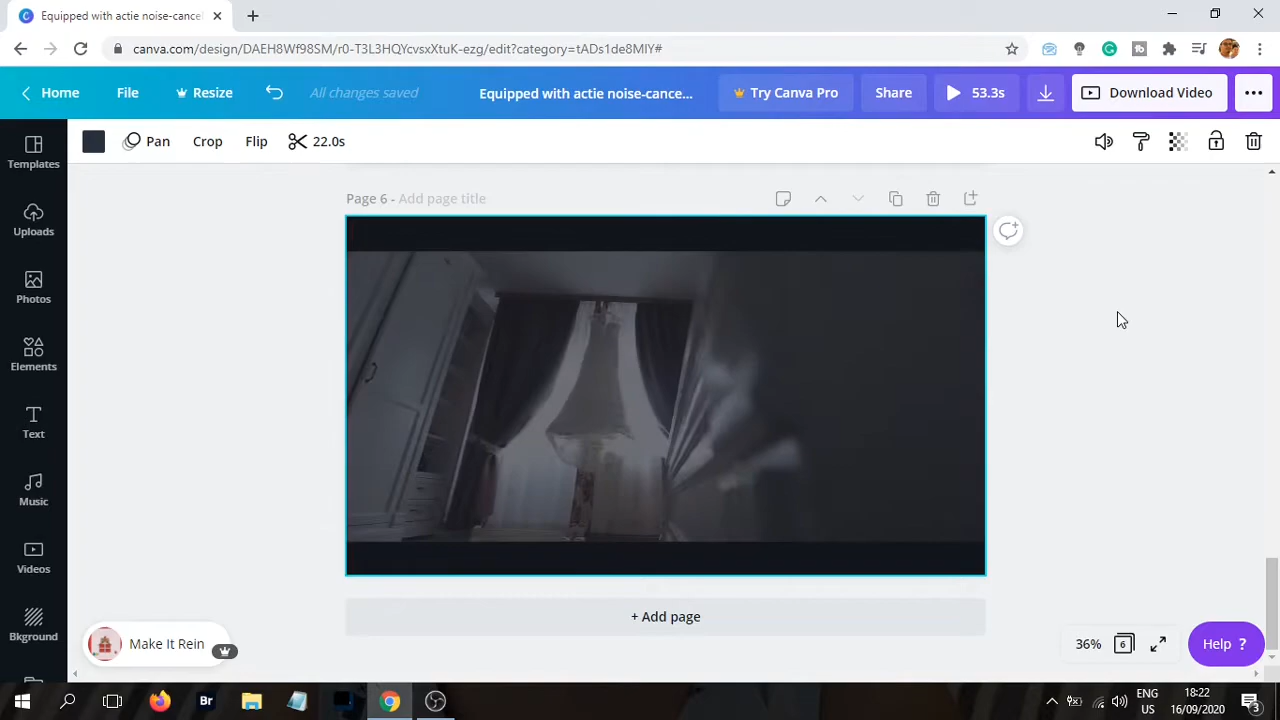 Equipped with actie noise-cancel
canva.com/design/DAEH8Wf98SM/r0-T3L3HQYcvsxXtuK-ezg/edit?category=tADs1de8MIY#
Home
File
Resize
All changes saved
Equipped with actie noise-cance...
Try Canva Pro
Share
53.3s
Download Video
Pan
Crop
Flip
22.0s
Templates
Uploads
Photos
Elements
Text
Music
Videos
Bkground
Page 6 - Add page title
+ Add page
Make It Rein
36%
6
Help ?
Br
ENG
US
18:22
16/09/2020
3